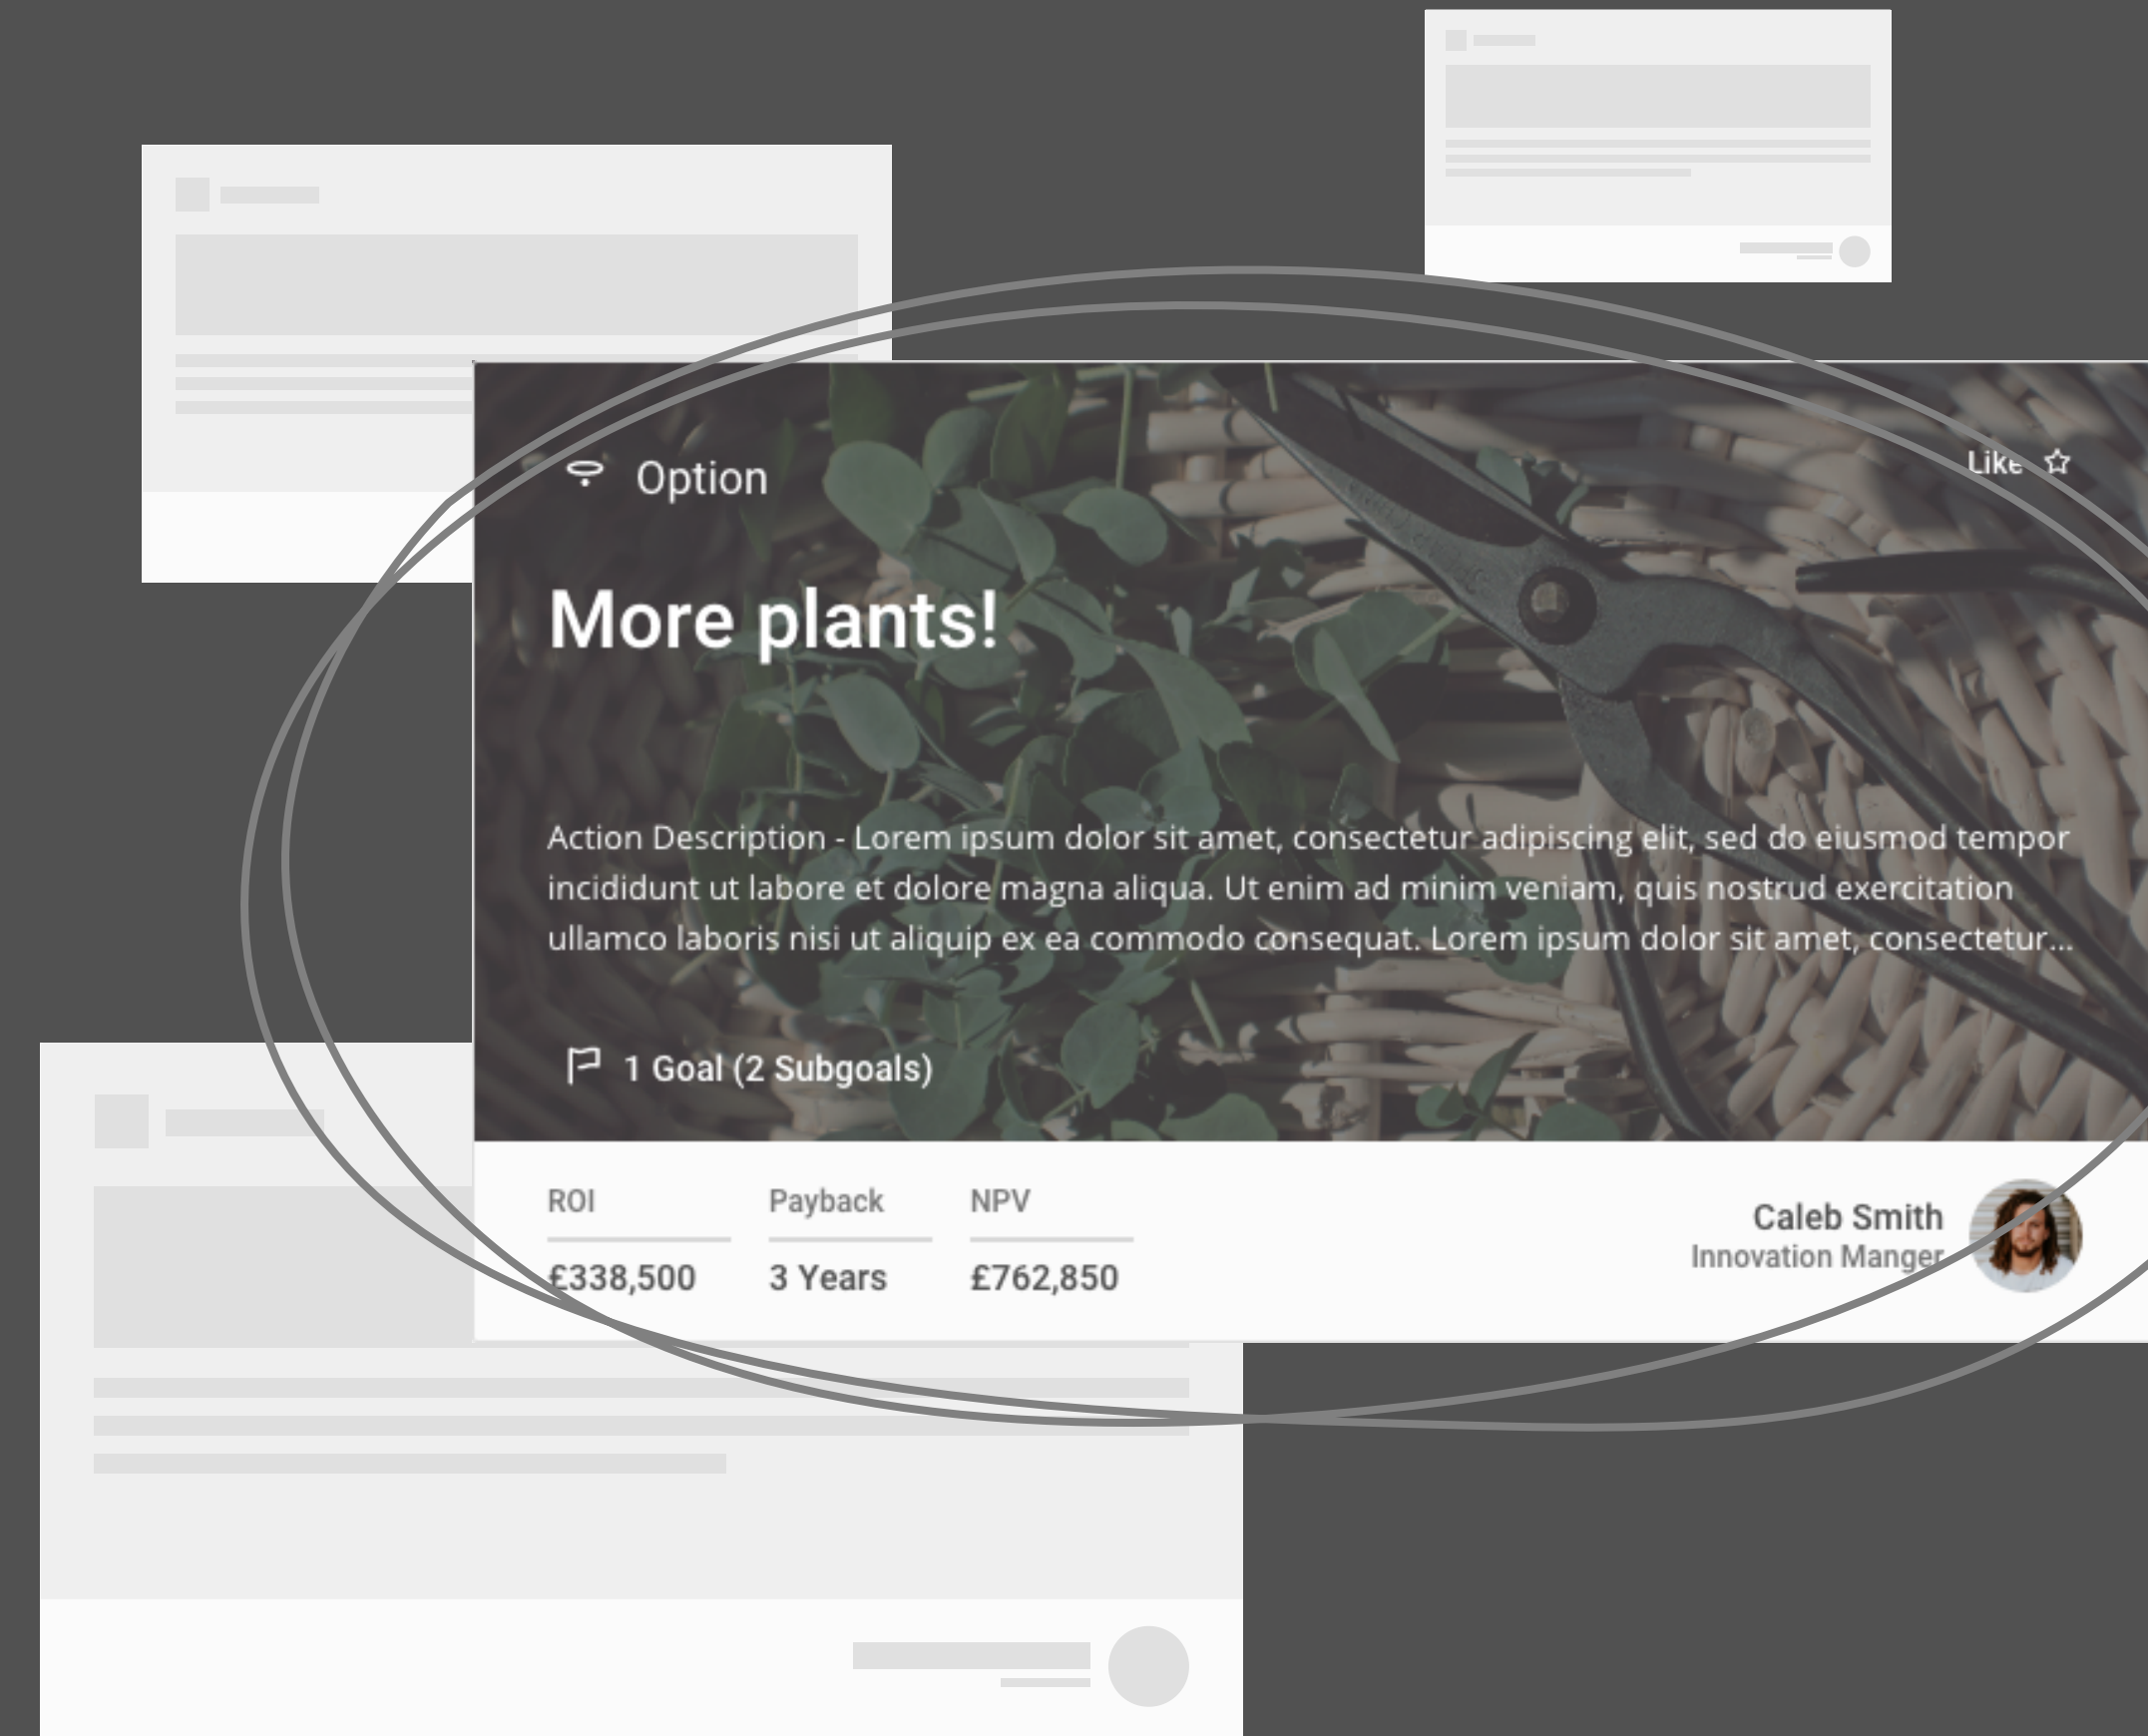 Option
Like
More plants!
Action Description - Lorem ipsum dolor sit amet, consectetur adipiscing elit, sed do eiusmod tempor
incididunt ut labore et dolore magna aliqua. Ut enim ad minim veniam, quis nostrud exercitation
ullamco laboris nisi ut aliquip ex ea commodo consequat. Lorem ipsum dolor sit amet, consectetur...
1 Goal (2 Subgoals)
ROI Payback NPV
£338,500 3 Years £762,850
Caleb Smith
Innovation Manger